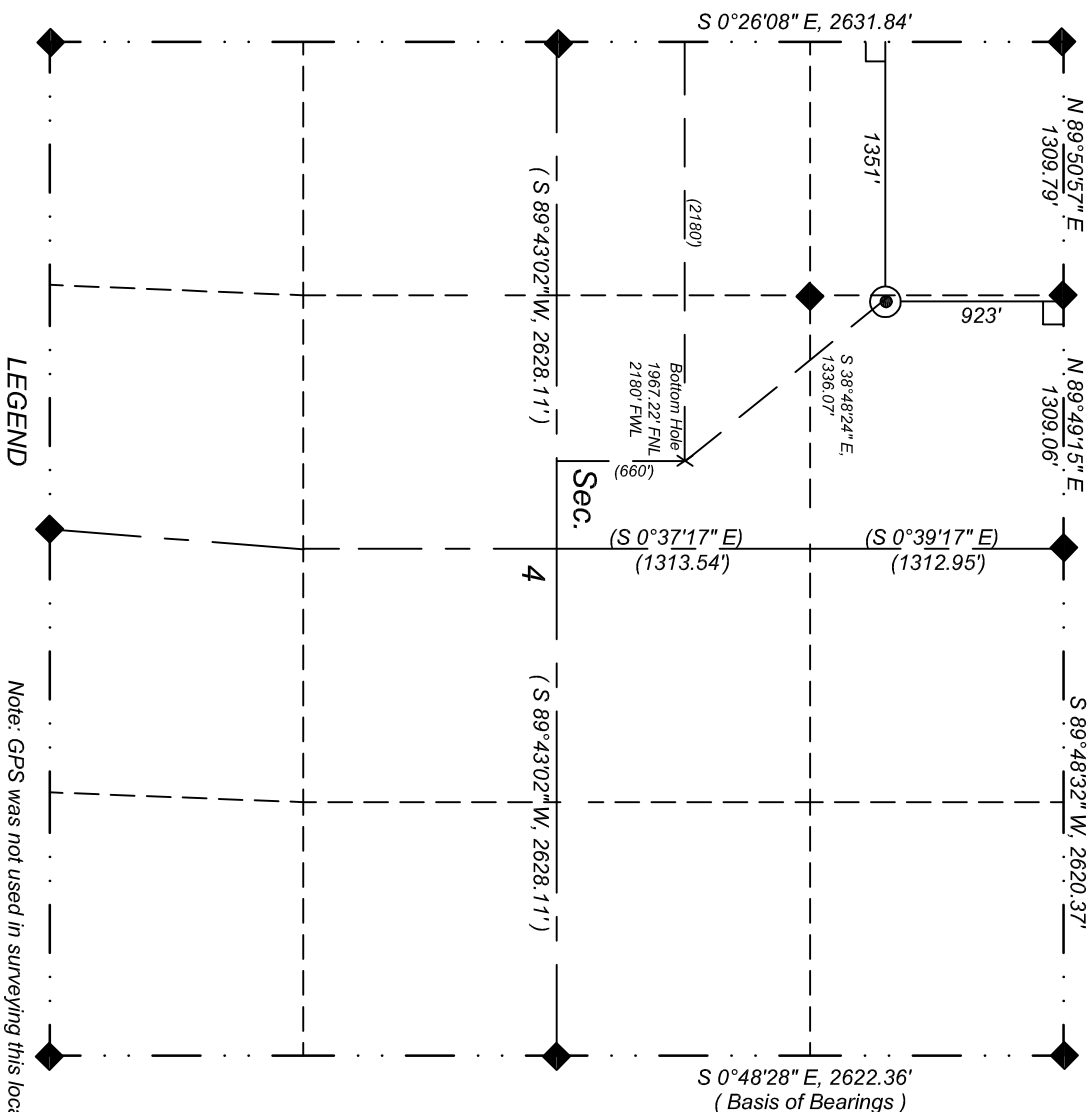 S 0°26'08" E, 2631.84'
N 89°50'57" E
1309.79'
N 89°49'15" E
1309.06'
S 89°48'32" W, 2620.37'
1351'
923'
(2180')
S 38°48'24" E,
1336.07'
Bottom Hole
1967.22' FNL
2180' FWL
(660')
( S 89°43'02" W, 2628.11' )
Sec.
4
(S 0°37'17" E)
(1313.54')
(S 0°39'17" E)
(1312.95')
( S 89°43'02" W, 2628.11' )
S 0°48'28" E, 2622.36'
( Basis of Bearings )
LEGEND
Note: GPS was not used in surveying this loca